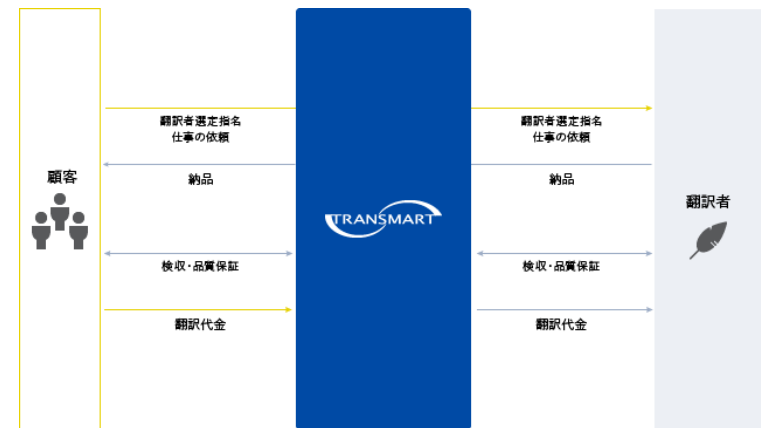 翻訳者選定指名
仕事の依頼
翻訳者選定指名
仕事の依頼
顧客
納品
納品
翻訳者
TRANSMART
検収・品質保証
検収・品質保証
翻訳代金
翻訳代金